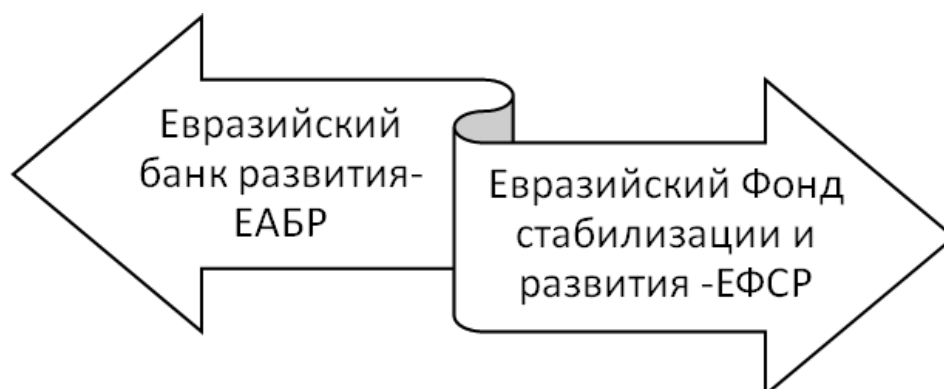 Евразийский
банк развития-
ЕАБР
Евразийский Фонд
стабилизации и
развития -ЕФСР